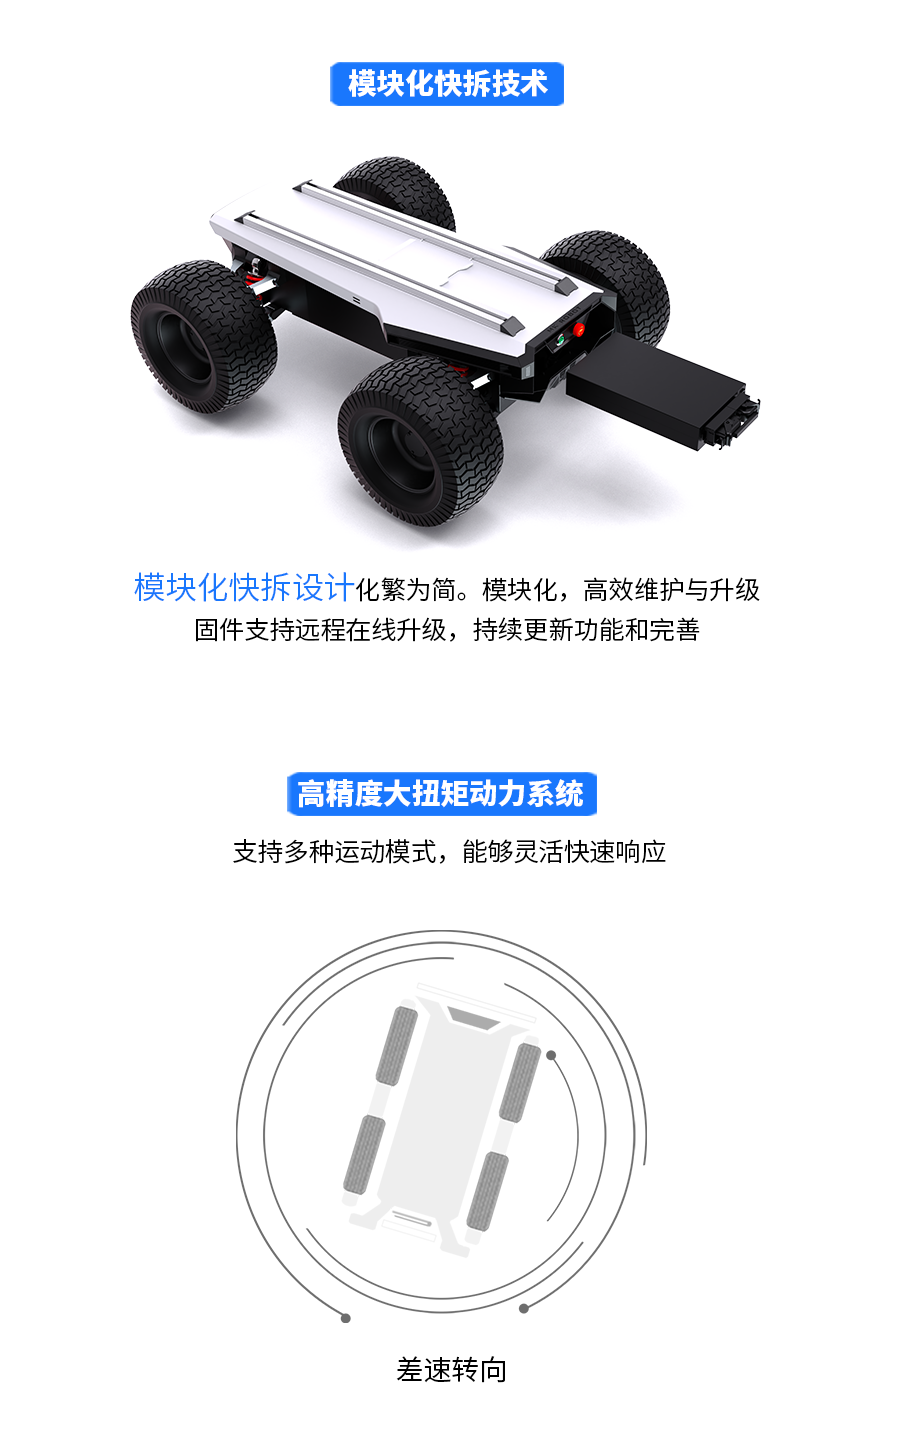 模块化快拆技术
模块化快拆设计化繁为简。模块化，高效维护与升级
固件支持远程在线升级，持续更新功能和完善
高精度大扭矩动力系统
支持多种运动模式，能够灵活快速响应
差速转向